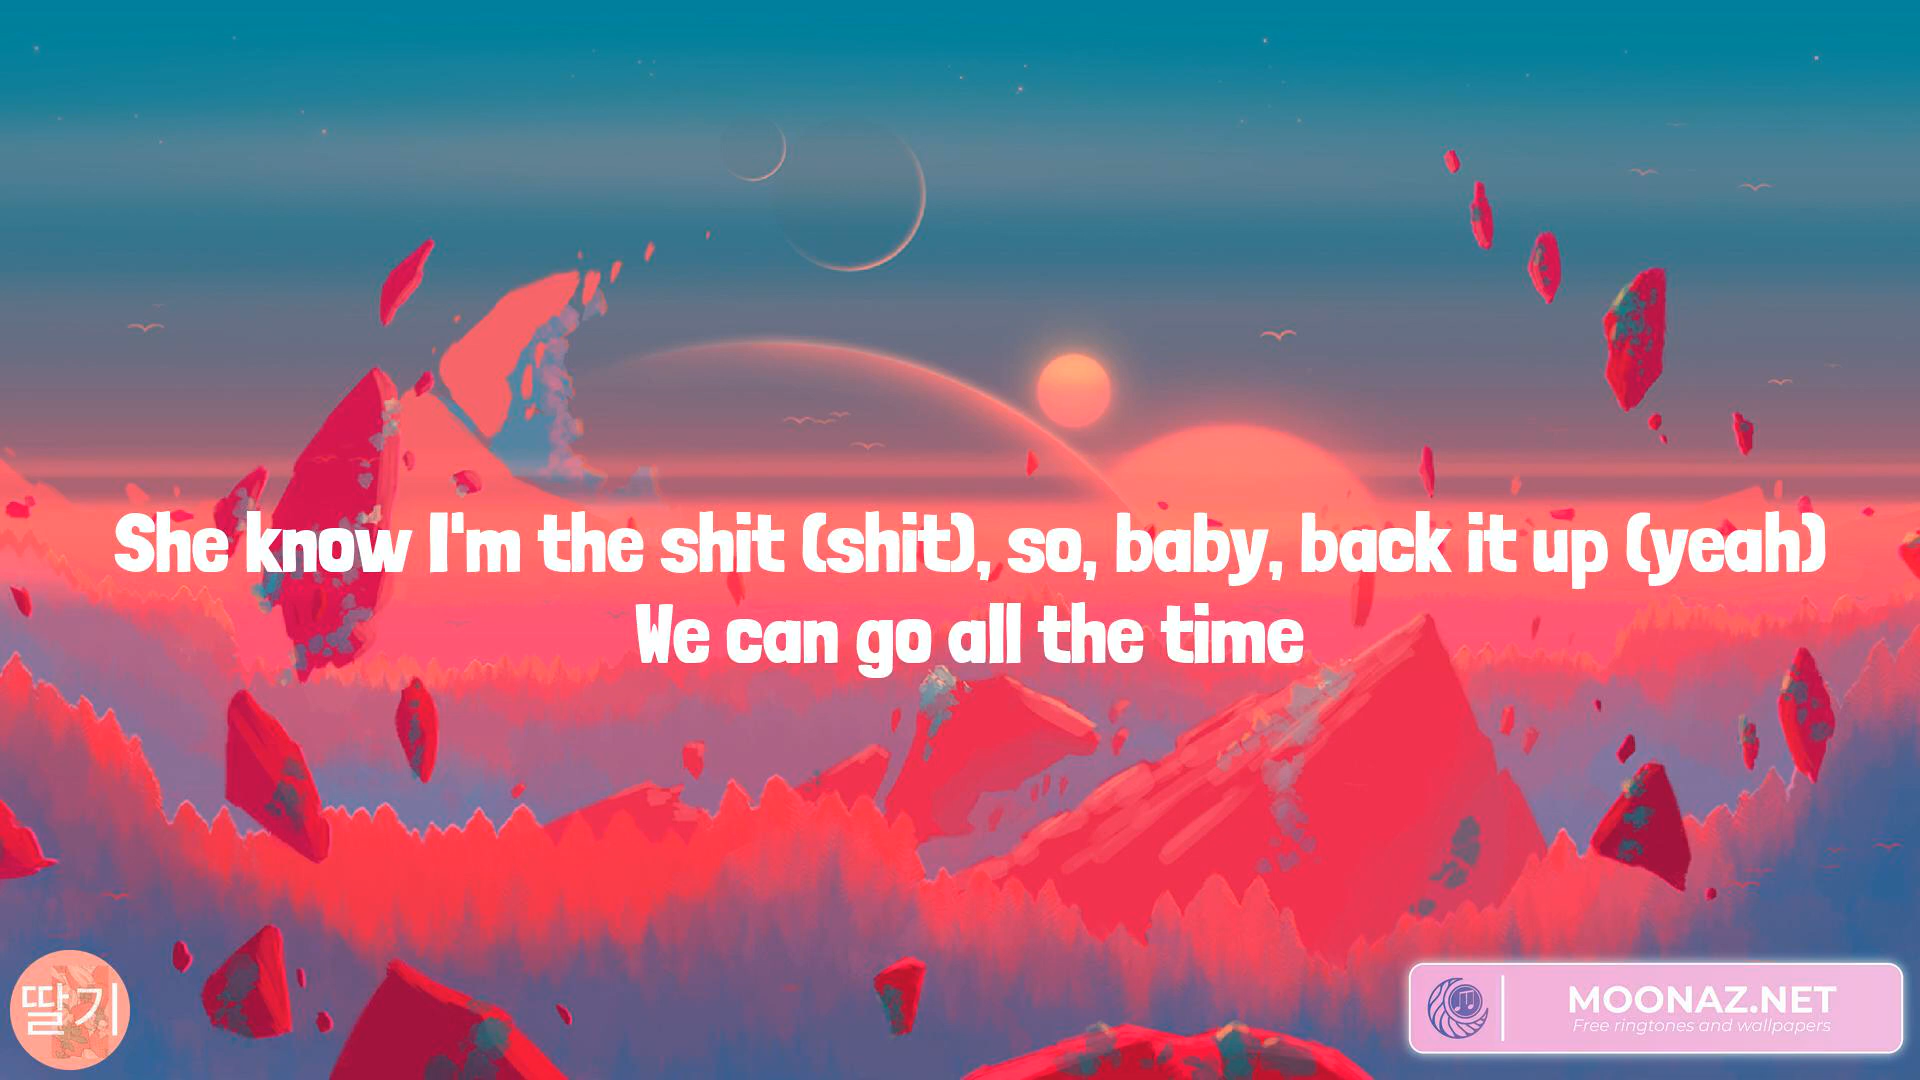 She know I'm the shit (shit), so, baby, back it up (yeah)
We can go all the time
딸기
MOONAZ.NET
Free ringtones and wallpapers